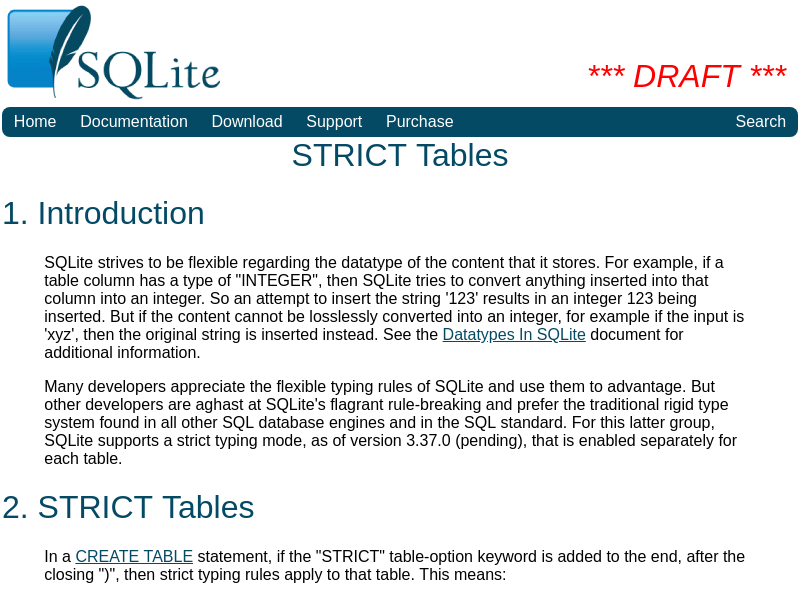 SQLite
*** DRAFT ***
Home Documentation Download Support Purchase Search
STRICT Tables
1. Introduction
SQLite strives to be flexible regarding the datatype of the content that it stores. For example, if a
table column has a type of "INTEGER", then SQLite tries to convert anything inserted into that
column into an integer. So an attempt to insert the string '123' results in an integer 123 being
inserted. But if the content cannot be losslessly converted into an integer, for example if the input is
'xyz', then the original string is inserted instead. See the Datatypes In SQLite document for
additional information.
Many developers appreciate the flexible typing rules of SQLite and use them to advantage. But
other developers are aghast at SQLite's flagrant rule-breaking and prefer the traditional rigid type
system found in all other SQL database engines and in the SQL standard. For this latter group,
SQLite supports a strict typing mode, as of version 3.37.0 (pending), that is enabled separately for
each table.
2. STRICT Tables
In a CREATE TABLE statement, if the "STRICT" table-option keyword is added to the end, after the
closing ")", then strict typing rules apply to that table. This means: